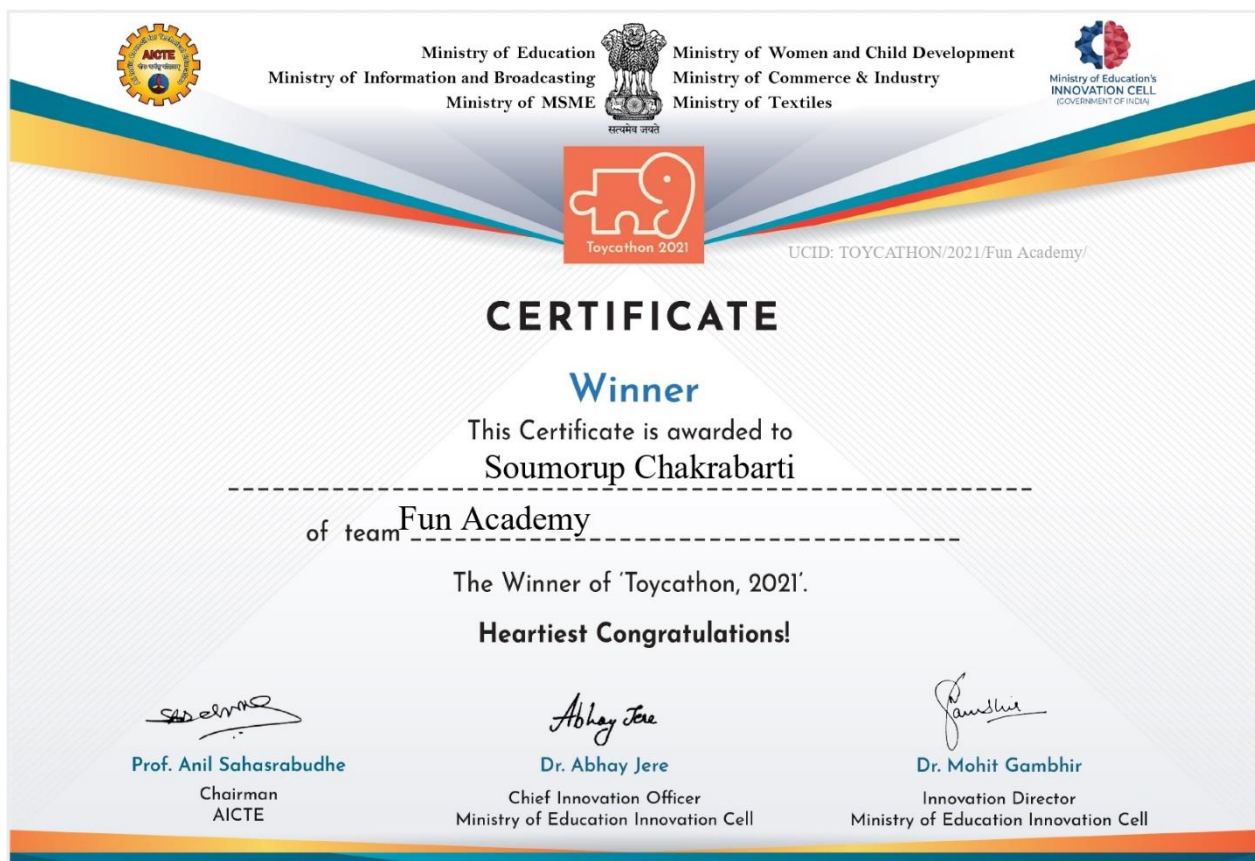 AICTE
Ministry of Education
Ministry of Information and Broadcasting
Ministry of MSME
सत्यमेव जयते
Ministry of Women and Child Development
Ministry of Commerce & Industry
Ministry of Textiles
Ministry of Education's
INNOVATION CELL
(GOVERNMENT OF INDIA)
Toycathon 2021
UCID: TOYCATHON/2021/Fun Academy/
CERTIFICATE
Winner
This Certificate is awarded to
Soumorup Chakrabarti
of team Fun Academy
The Winner of 'Toycathon, 2021'.
Heartiest Congratulations!
Abhay Jere
Prof. Anil Sahasrabudhe
Chairman
AICTE
Dr. Abhay Jere
Chief Innovation Officer
Ministry of Education Innovation Cell
Dr. Mohit Gambhir
Innovation Director
Ministry of Education Innovation Cell